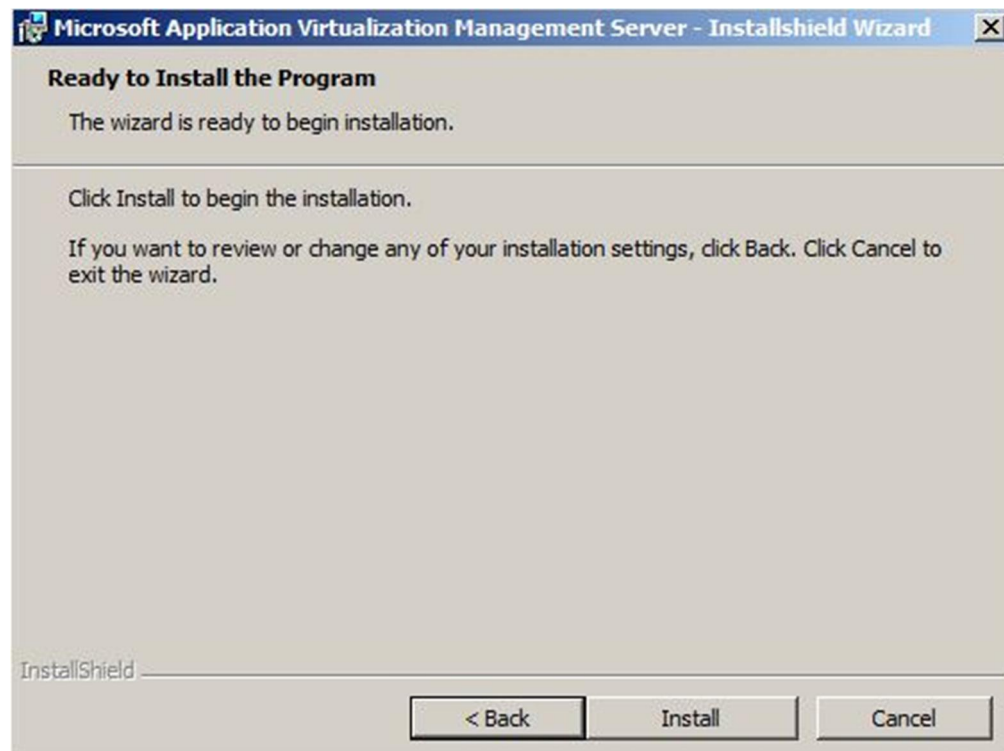 Microsoft Application Virtualization Management Server - Installshield Wizard
Ready to Install the Program
The wizard is ready to begin installation.
Click Install to begin the installation.
If you want to review or change any of your installation settings, click Back. Click Cancel to
exit the wizard.
InstallShield
< Back
Install
Cancel